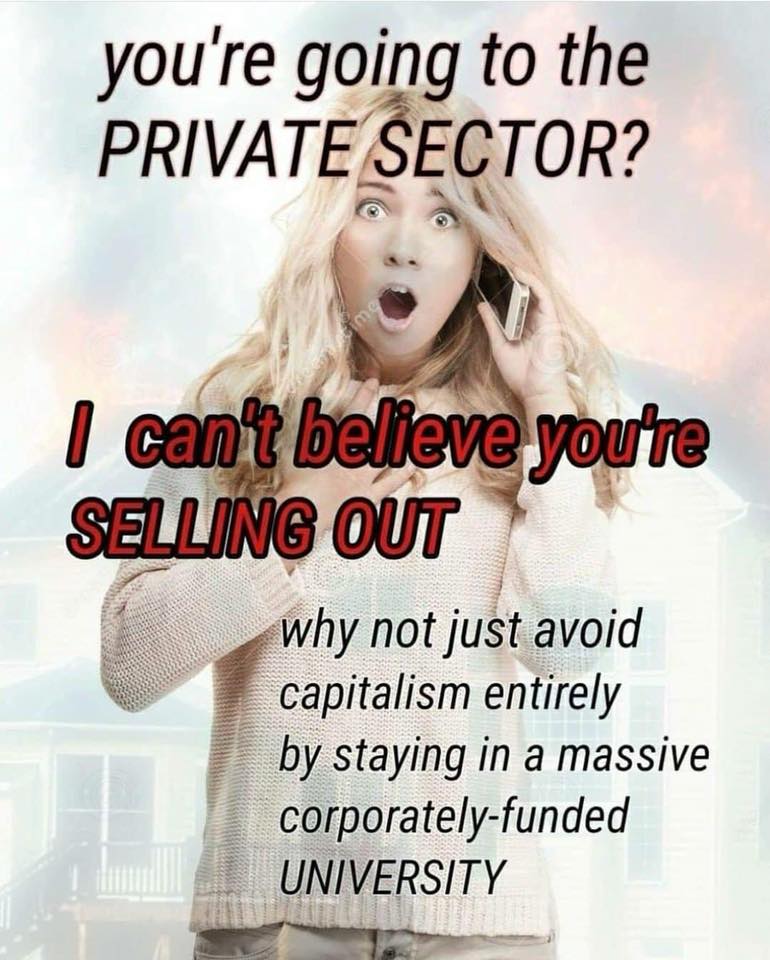 you're going to the
PRIVATE SECTOR?
I can't believe you're
SELLING OUT
why not just avoid
capitalism entirely
by staying in a massive
corporately-funded
UNIVERSITY